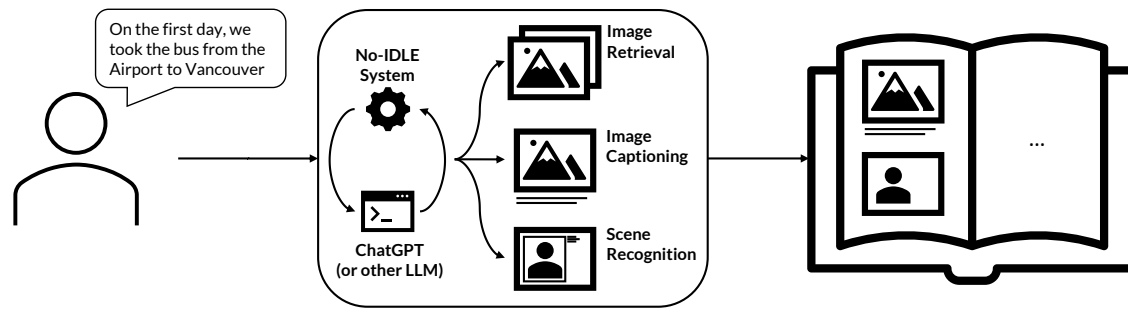 On the first day, we
took the bus from the
Airport to Vancouver
No-IDLE
System
ChatGPT
(or other LLM)
Image
Retrieval
Image
Captioning
Scene
Recognition
...